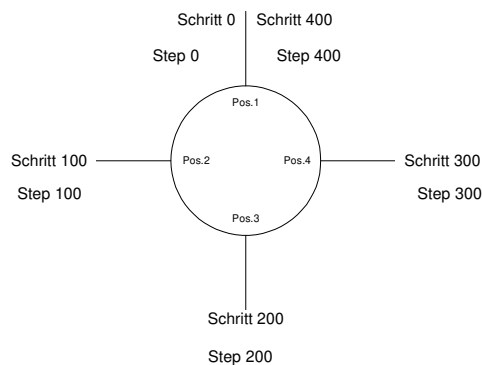 Schritt 0 Schritt 400
Step 0 Step 400
Pos.1
Schritt 100 Pos.2 Pos.4 Schritt 300
Step 100 Step 300
Pos.3
Schritt 200
Step 200